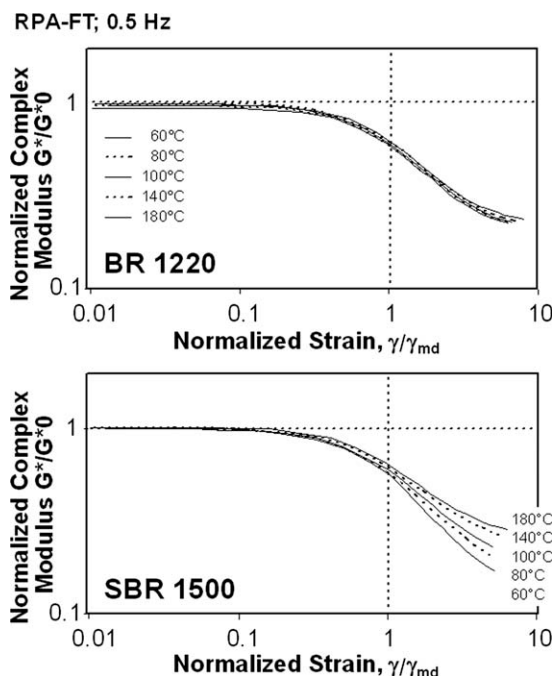 RPA-FT; 0.5 Hz
Normalized Complex
Modulus G*/G*0
1
0.1
60°C
80°C
100°C
140°C
180°C
BR 1220
0.01
0.1
1
10
Normalized Strain, γ/γmd
Normalized Complex
Modulus G*/G*0
1
0.1
180°C
140°C
100°C
80°C
60°C
SBR 1500
0.01
0.1
1
10
Normalized Strain, γ/γmd